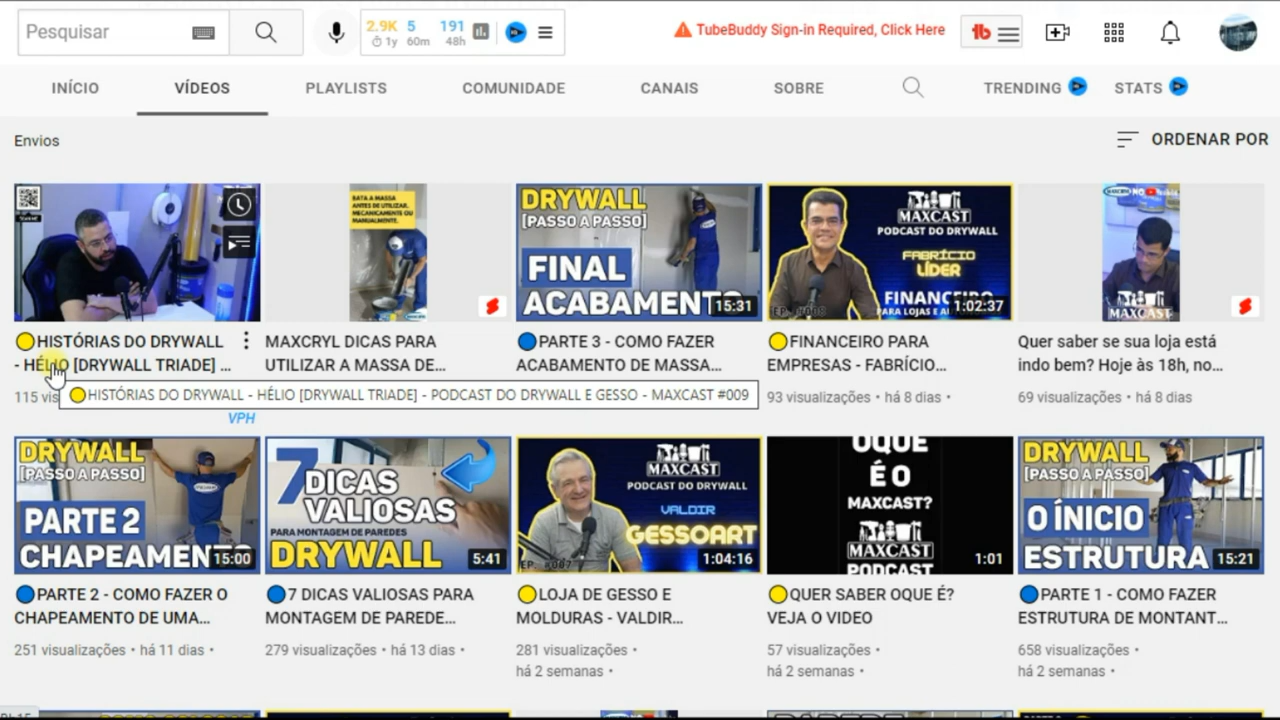 Pesquisar
2.9K 5 191
1y 60m 48h
TubeBuddy Sign-in Required, Click Here
tb
INÍCIO VÍDEOS PLAYLISTS COMUNIDADE CANAIS SOBRE TRENDING STATS
Envios
ORDENAR POR
BATA A MASSA
ANTES DE UTILIZAR.
MECANICAMENTE OU
MANUALMENTE.
DRYWALL
[PASSO A PASSO]
FINAL
ACABAMENTO
15:31
MAXCAST
PODCAST DO DRYWALL
FABRÍCIO
LÍDER
FINANCEIRO
PARA LOJAS E
1:02:37
MAXCAST
HISTÓRIAS DO DRYWALL
- HÉLIO [DRYWALL TRIADE] ...
115 vis
MAXCRYL DICAS PARA
UTILIZAR A MASSA DE...
PARTE 3 - COMO FAZER
ACABAMENTO DE MASSA...
FINANCEIRO PARA
EMPRESAS - FABRÍCIO...
93 visualizações • há 8 dias •
Quer saber se sua loja está
indo bem? Hoje às 18h, no...
69 visualizações • há 8 dias
HISTÓRIAS DO DRYWALL - HÉLIO [DRYWALL TRIADE] - PODCAST DO DRYWALL E GESSO - MAXCAST #009
VPH
DRYWALL
[PASSO A PASSO]
PARTE 2
CHAPEAMEN
15:00
7 DICAS
VALIOSAS
PARA MONTAGEM DE PAREDES
DRYWALL
5:41
MAXCAST
PODCAST DO DRYWALL
VALDIR
GESSOART
EP. #007
1:04:16
OQUE
É O
MAXCAST?
MAXCAST
PODCAST
1:01
DRYWALL
[PASSO A PASSO]
O ÍNICIO
ESTRUTURA
15:21
PARTE 2 - COMO FAZER O
CHAPEAMENTO DE UMA...
251 visualizações • há 11 dias •
7 DICAS VALIOSAS PARA
MONTAGEM DE PAREDE...
279 visualizações • há 13 dias •
LOJA DE GESSO E
MOLDURAS - VALDIR...
281 visualizações •
há 2 semanas •
QUER SABER OQUE É?
VEJA O VIDEO
57 visualizações •
há 2 semanas •
PARTE 1 - COMO FAZER
ESTRUTURA DE MONTANT...
658 visualizações •
há 2 semanas •